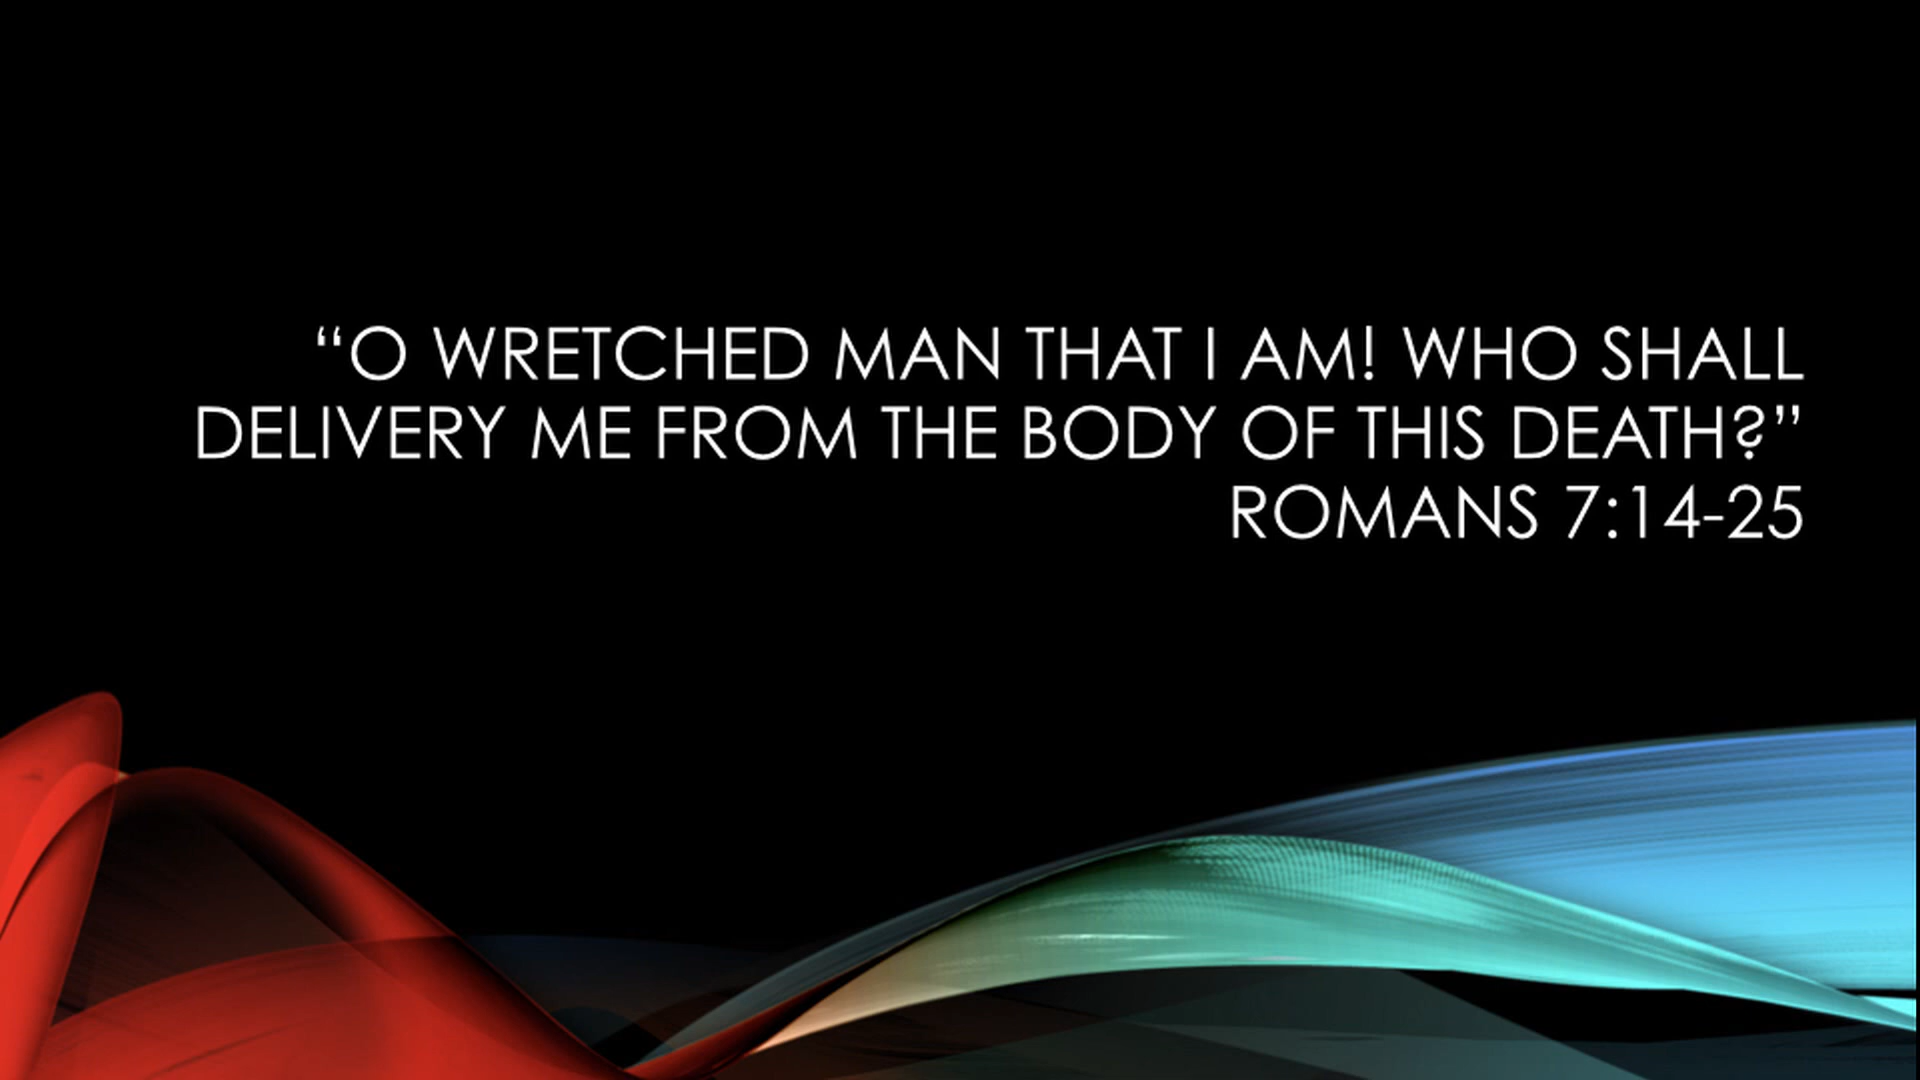 “O WRETCHED MAN THAT I AM! WHO SHALL
DELIVERY ME FROM THE BODY OF THIS DEATH?”
ROMANS 7:14-25